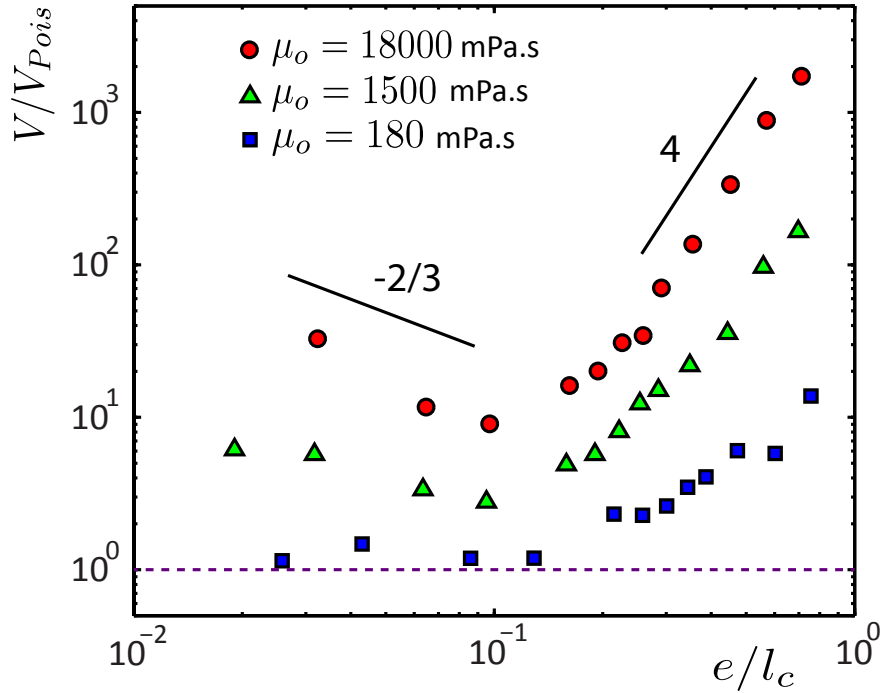 V/V_{Pois}
μ_o = 18000 mPa.s
μ_o = 1500 mPa.s
μ_o = 180 mPa.s
4
-2/3
10^3
10^2
10^1
10^0
10^{−2}
10^{−1}
10^0
e/l_c